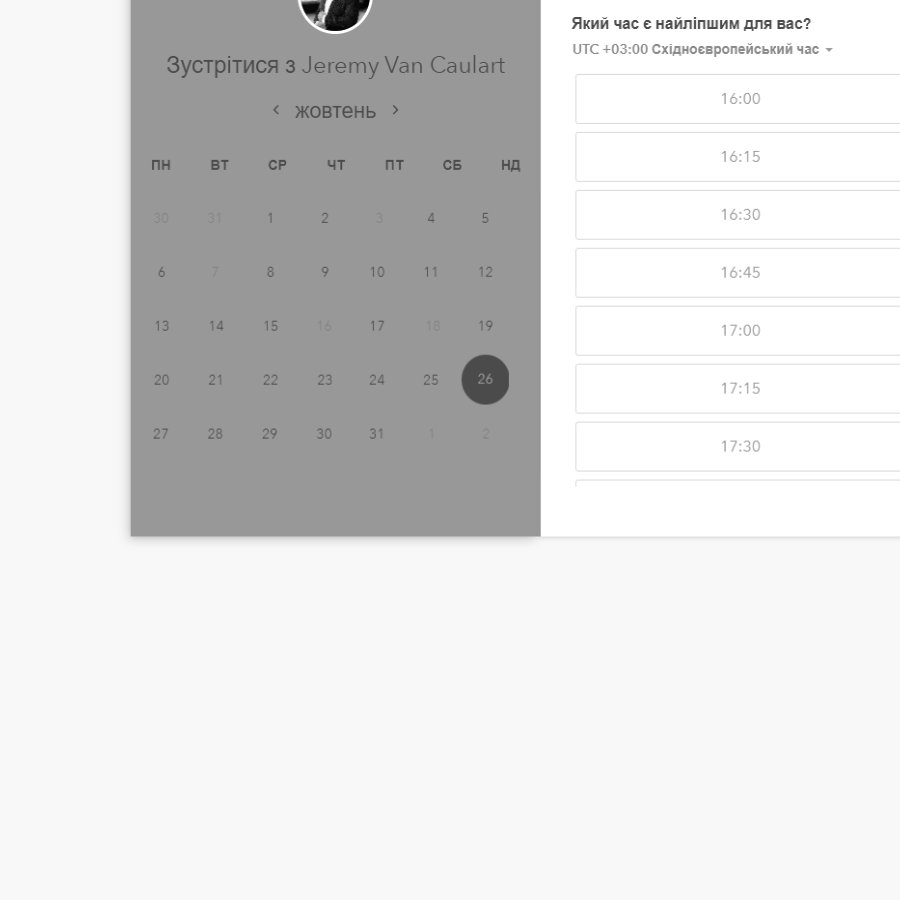 Зустрітися з Jeremy Van Caulart
жовтень
ПН ВТ СР ЧТ ПТ СБ НД
30 31 1 2 3 4 5
6 7 8 9 10 11 12
13 14 15 16 17 18 19
20 21 22 23 24 25 26
27 28 29 30 31 1 2
Який час є найліпшим для вас?
UTC +03:00 Східноєвропейський час
16:00
16:15
16:30
16:45
17:00
17:15
17:30